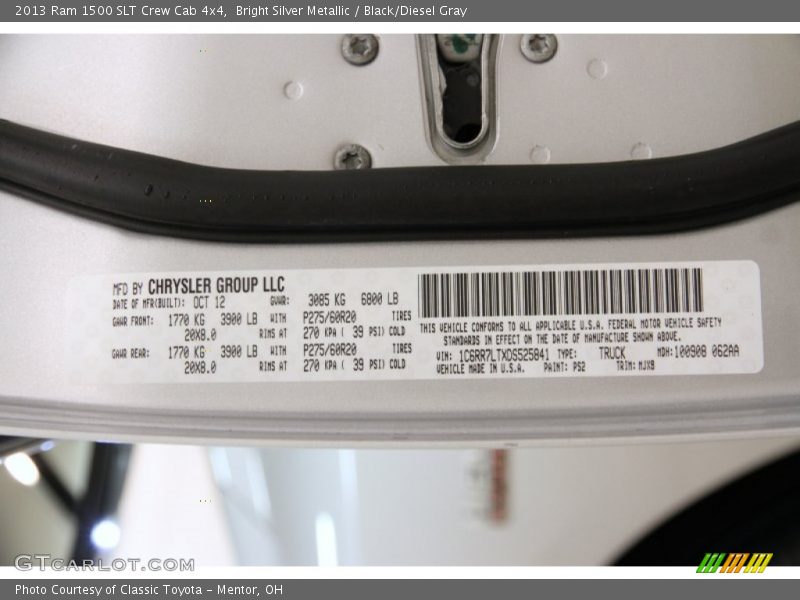 2013 Ram 1500 SLT Crew Cab 4x4,  Bright Silver Metallic / Black/Diesel Gray
MFD BY CHRYSLER GROUP LLC
DATE OF MFR(BUILT): OCT 12 GVWR: 3085 KG 6800 LB
GAWR FRONT: 1770 KG 3900 LB WITH P275/60R20 TIRES
20X8.0 RIMS AT 270 KPA ( 39 PSI) COLD
GAWR REAR: 1770 KG 3900 LB WITH P275/60R20 TIRES
20X8.0 RIMS AT 270 KPA ( 39 PSI) COLD
THIS VEHICLE CONFORMS TO ALL APPLICABLE U.S.A. FEDERAL MOTOR VEHICLE SAFETY
STANDARDS IN EFFECT ON THE DATE OF MANUFACTURE SHOWN ABOVE.
VIN: 1C6RR7LTXDS525841 TYPE: TRUCK MDH: 100908 062AA
VEHICLE MADE IN U.S.A. PAINT: PS2 TRIM: MJX8
GTCARLOT.COM
Photo Courtesy of Classic Toyota - Mentor, OH